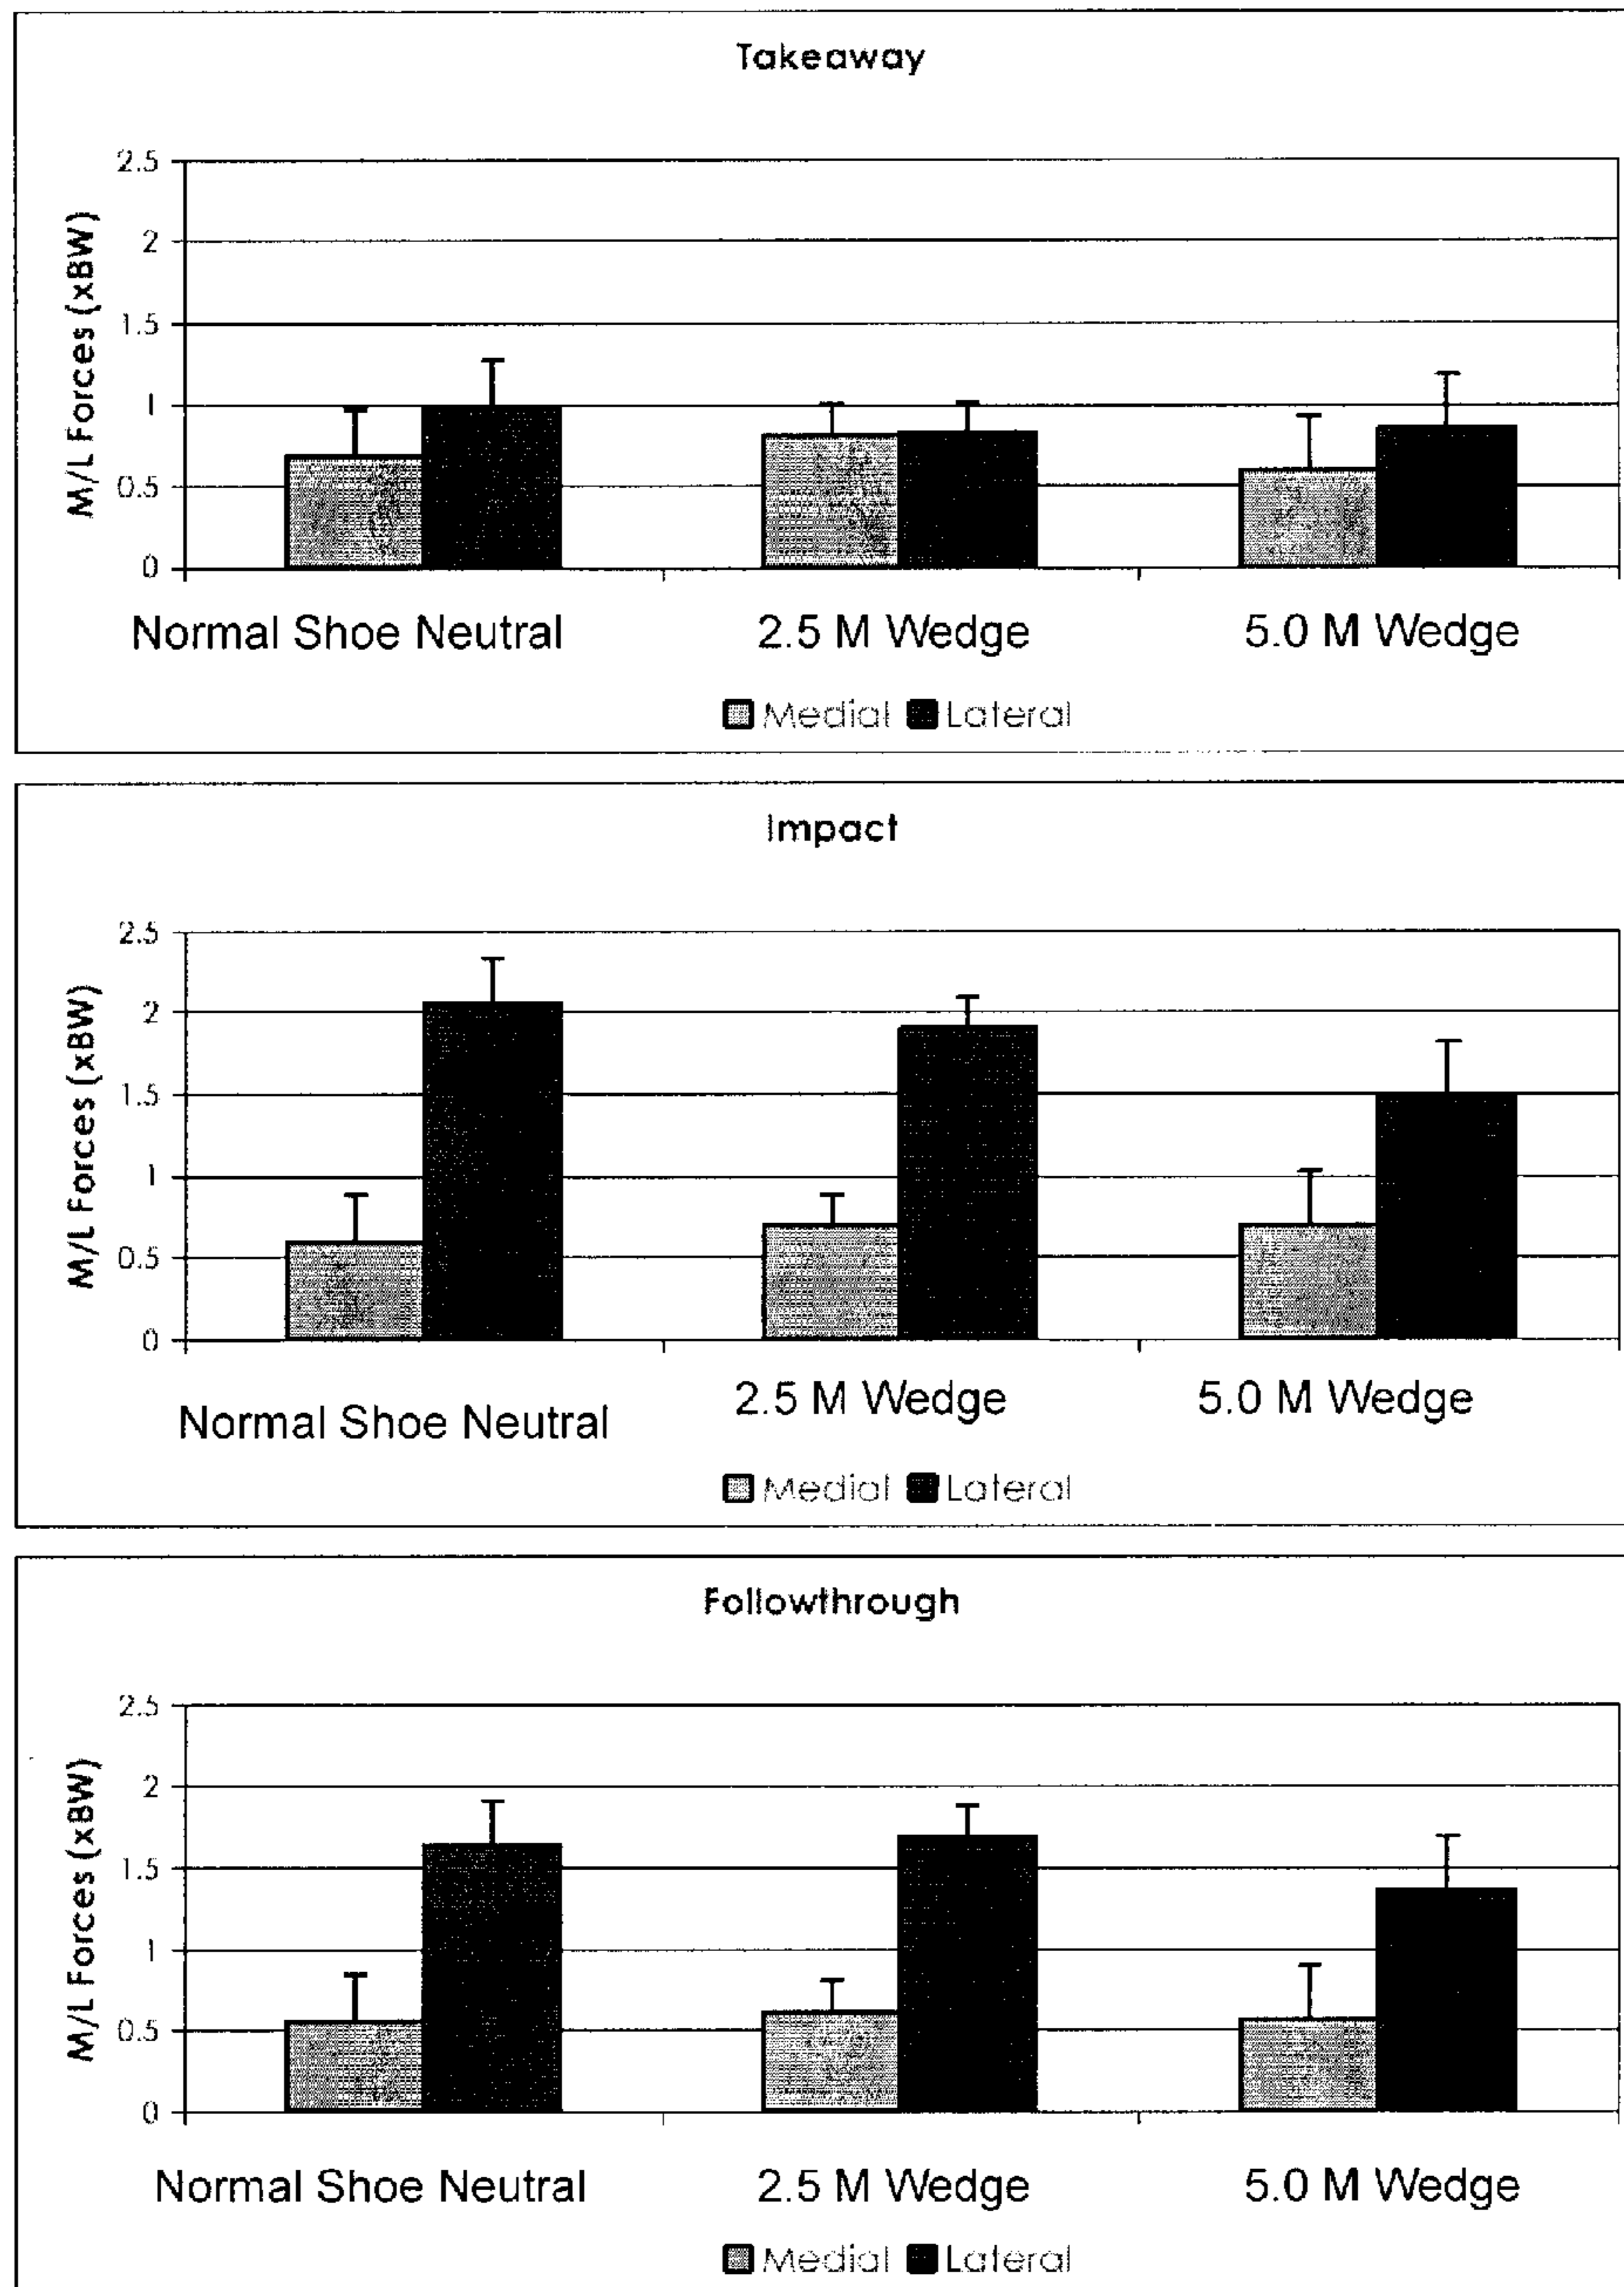 Takeaway
M/L Forces (xBW)
2.5
2
1.5
1
0.5
0
Normal Shoe Neutral 2.5 M Wedge 5.0 M Wedge
Medial Lateral
Impact
M/L Forces (xBW)
2.5
2
1.5
1
0.5
0
Normal Shoe Neutral 2.5 M Wedge 5.0 M Wedge
Medial Lateral
Followthrough
M/L Forces (xBW)
2.5
2
1.5
1
0.5
0
Normal Shoe Neutral 2.5 M Wedge 5.0 M Wedge
Medial Lateral